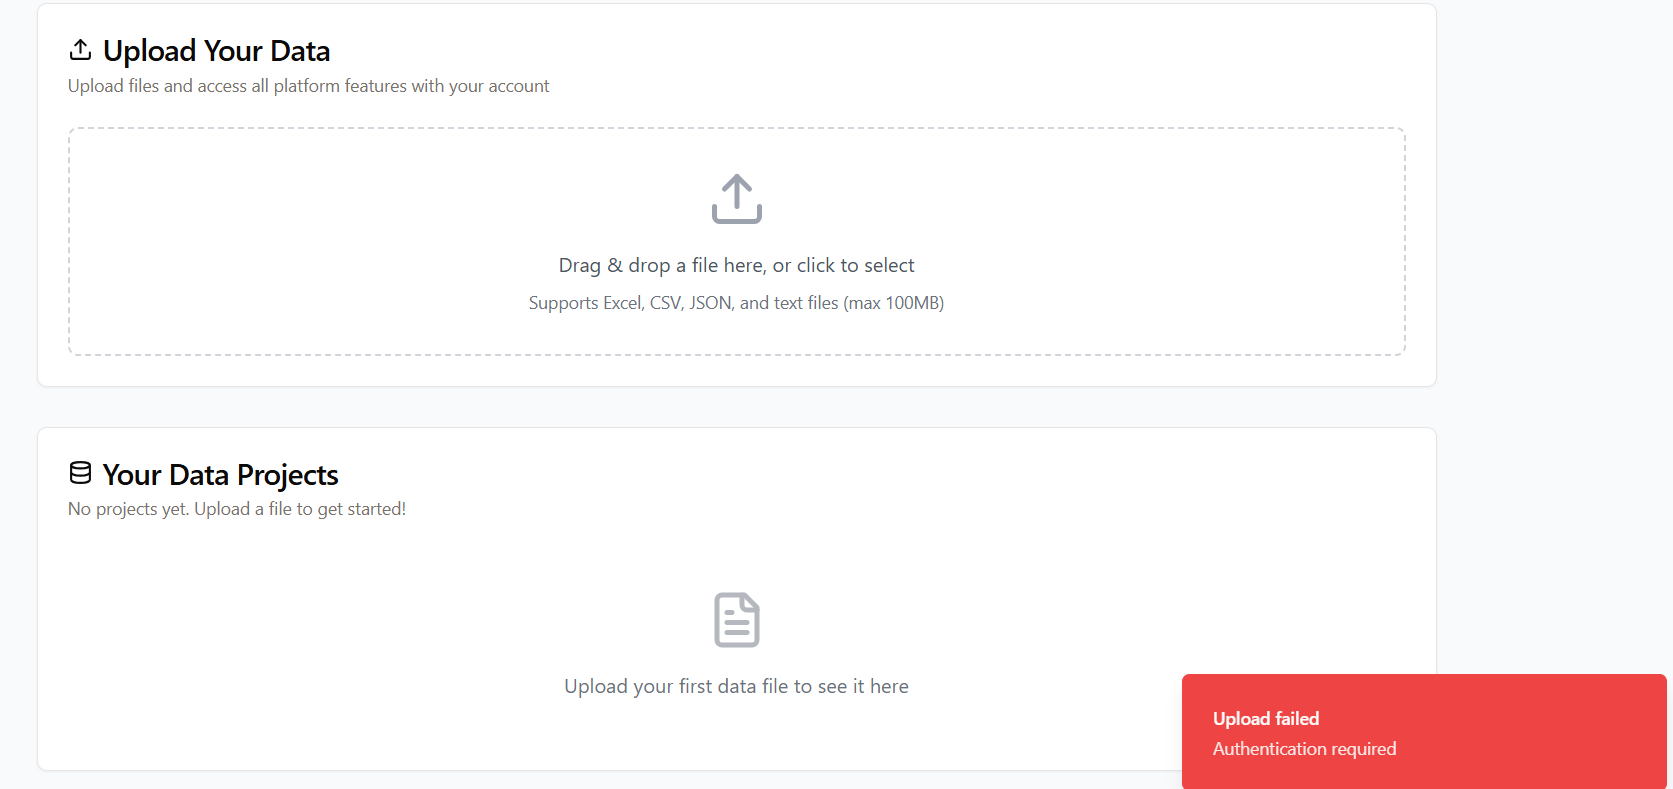 Upload Your Data
Upload files and access all platform features with your account
Drag & drop a file here, or click to select
Supports Excel, CSV, JSON, and text files (max 100MB)
Your Data Projects
No projects yet. Upload a file to get started!
Upload your first data file to see it here
Upload failed
Authentication required